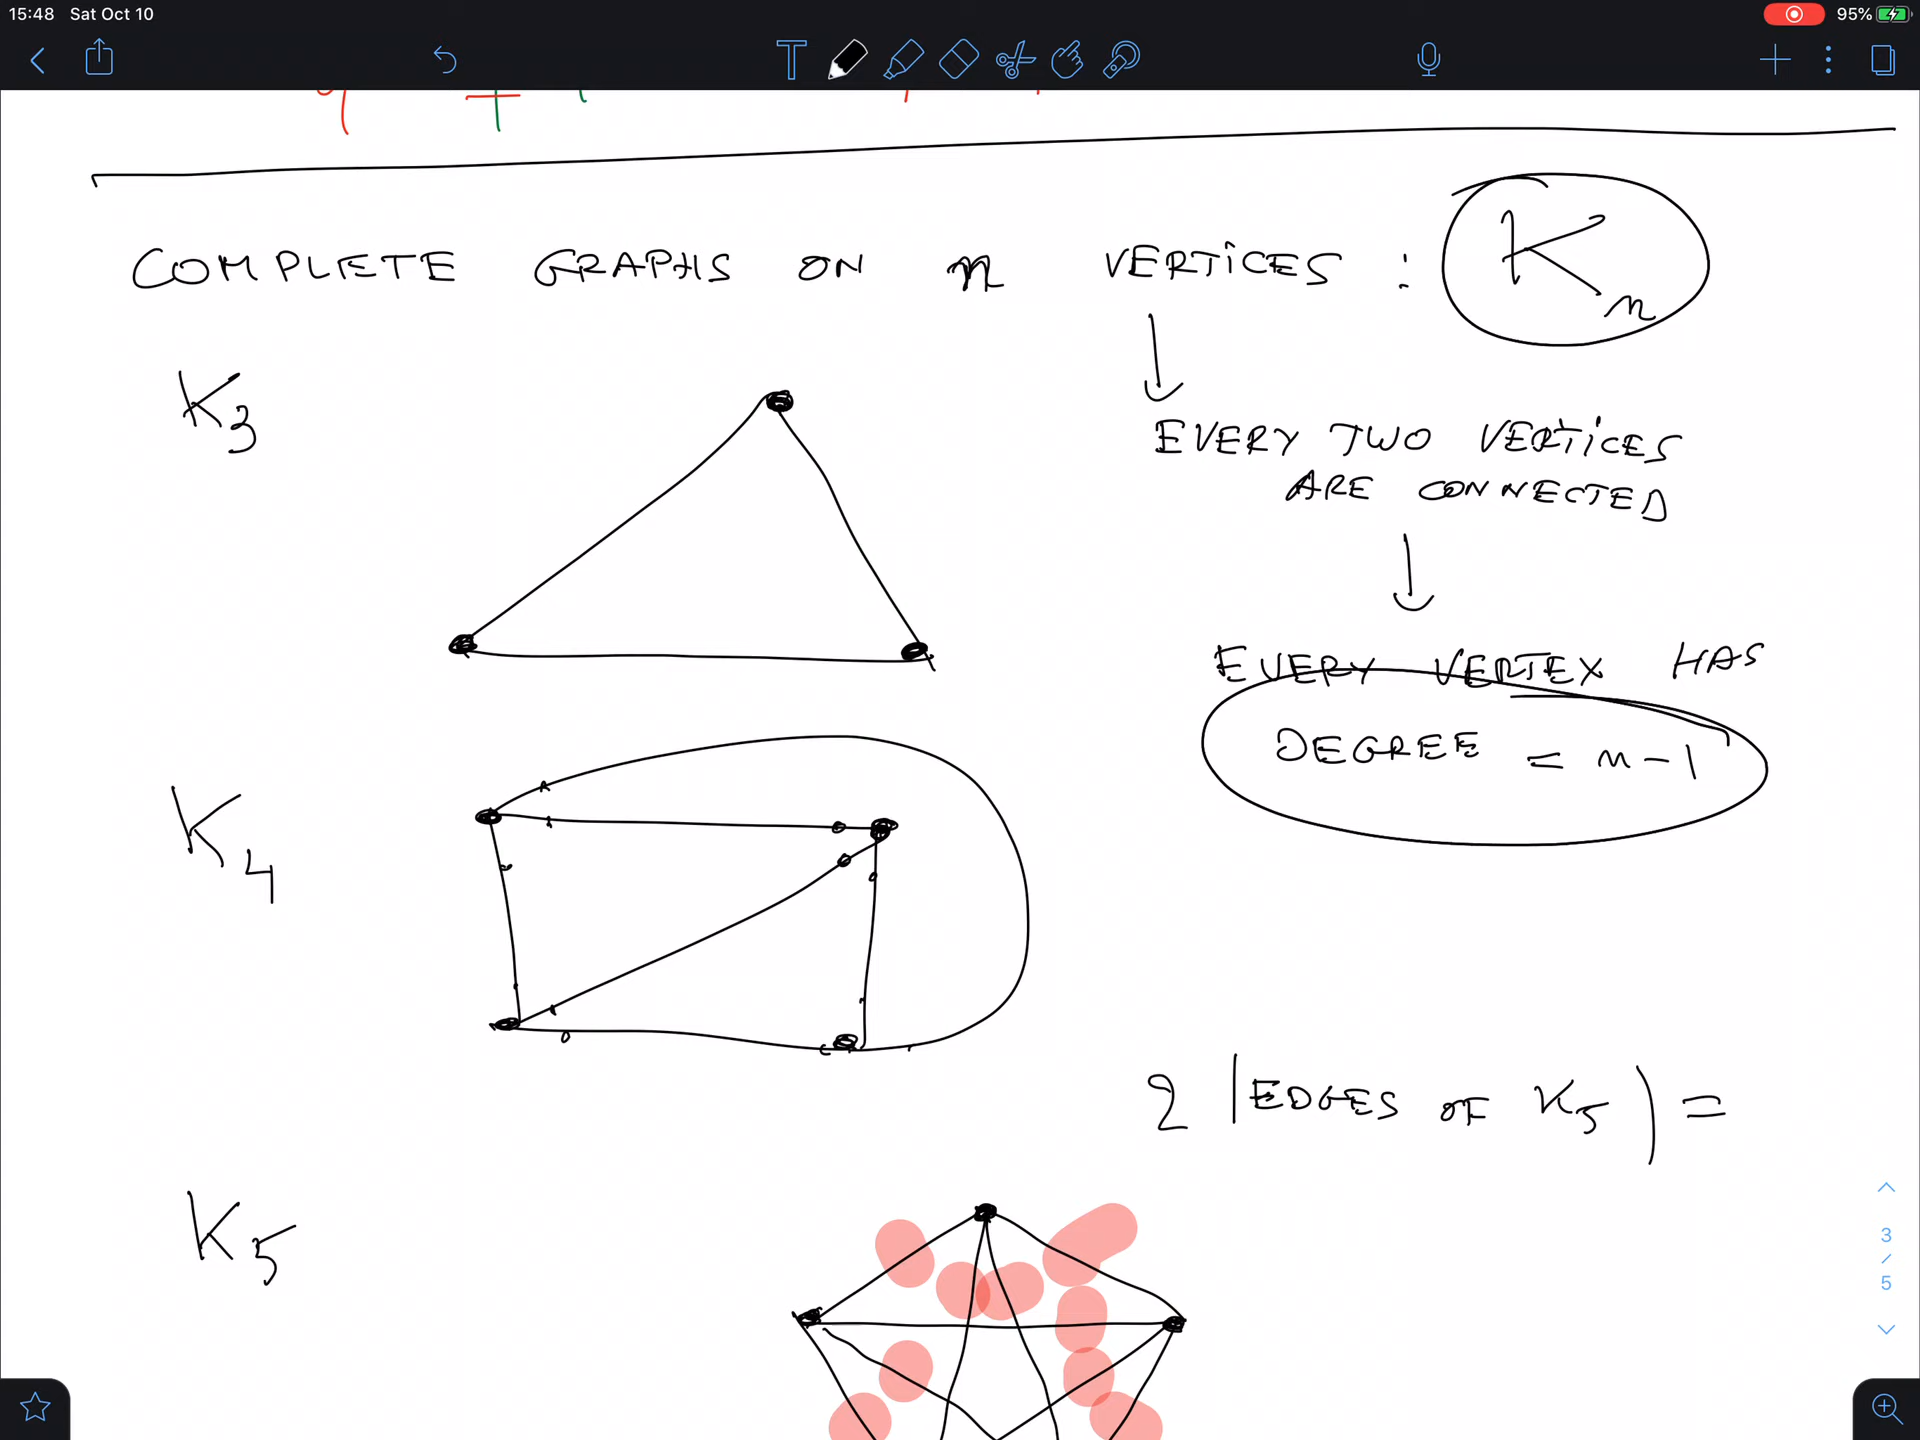 15:48 Sat Oct 10
95%
COMPLETE GRAPHS ON n VERTICES : Kn
K3
EVERY TWO VERTICES
ARE CONNECTED
EVERY VERTEX HAS
DEGREE = n-1
K4
2 |EDGES OF K5| =
K5
3
/
5